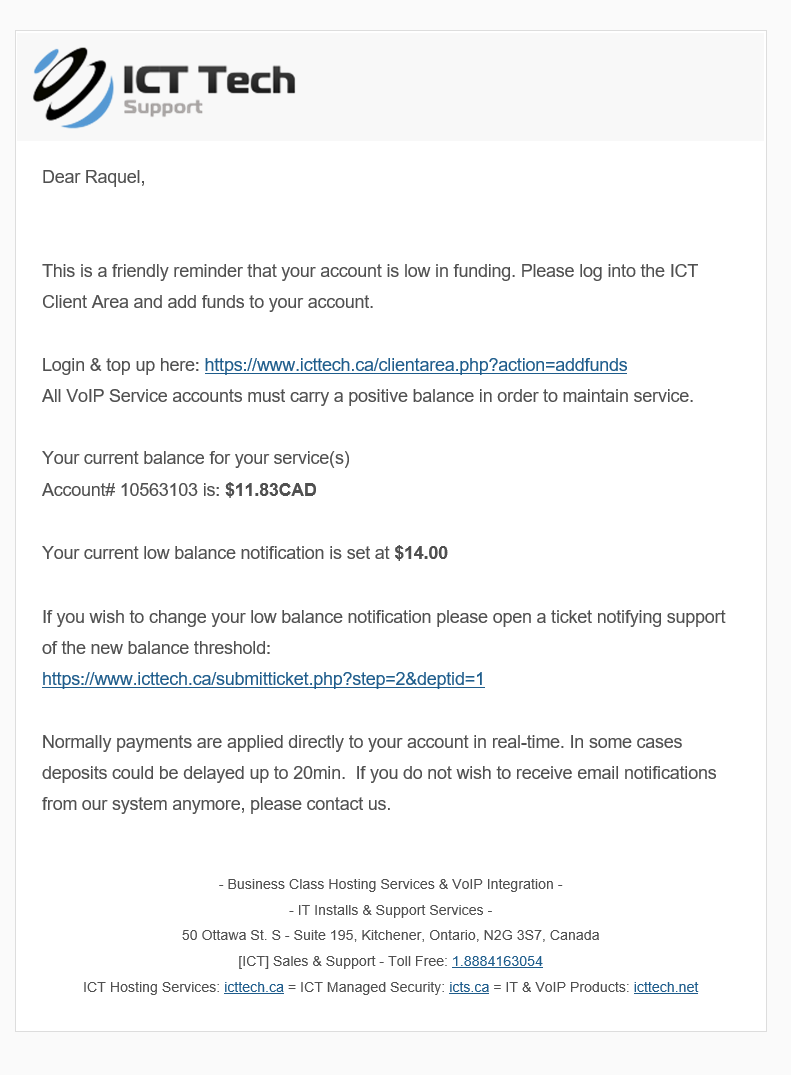 ICT Tech
Support
Dear Raquel,
This is a friendly reminder that your account is low in funding. Please log into the ICT
Client Area and add funds to your account.
Login & top up here: https://www.icttech.ca/clientarea.php?action=addfunds
All VoIP Service accounts must carry a positive balance in order to maintain service.
Your current balance for your service(s)
Account# 10563103 is: $11.83CAD
Your current low balance notification is set at $14.00
If you wish to change your low balance notification please open a ticket notifying support
of the new balance threshold:
https://www.icttech.ca/submitticket.php?step=2&deptid=1
Normally payments are applied directly to your account in real-time. In some cases
deposits could be delayed up to 20min.  If you do not wish to receive email notifications
from our system anymore, please contact us.
- Business Class Hosting Services & VoIP Integration -
- IT Installs & Support Services -
50 Ottawa St. S - Suite 195, Kitchener, Ontario, N2G 3S7, Canada
[ICT] Sales & Support - Toll Free: 1.8884163054
ICT Hosting Services: icttech.ca = ICT Managed Security: icts.ca = IT & VoIP Products: icttech.net